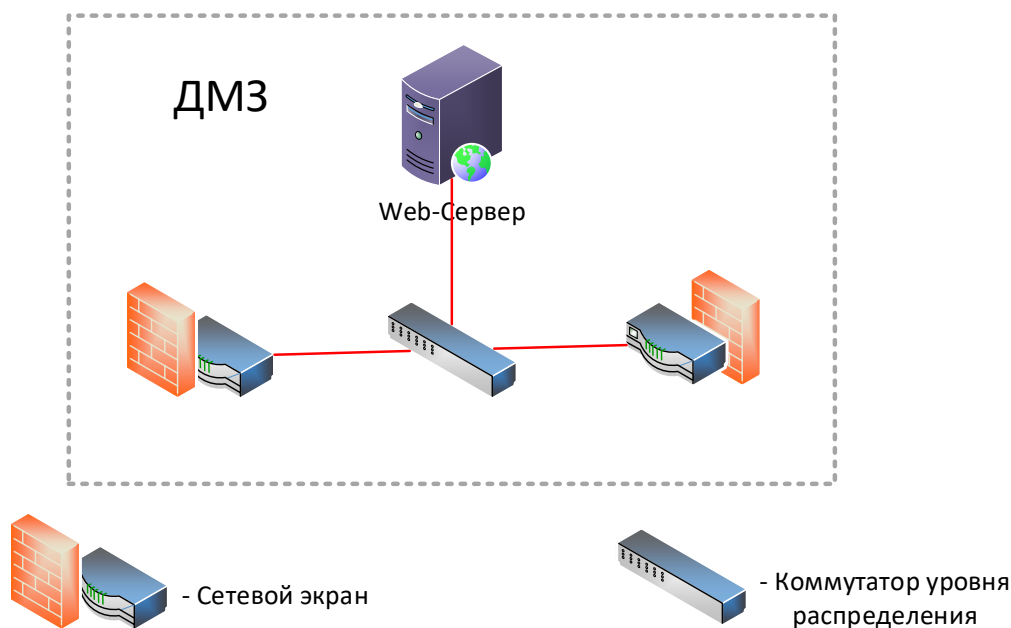 ДМЗ
Web-Сервер
- Сетевой экран
- Коммутатор уровня
распределения